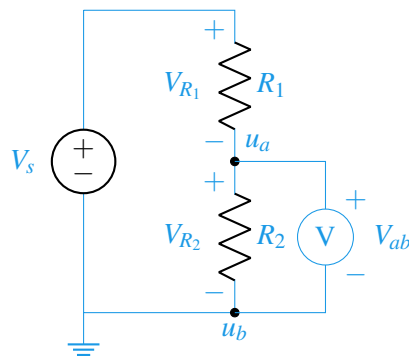 +
V_{R_1} R_1
− u_a
V_s + −
+
V_{R_2} R_2
−
V + V_{ab} −
u_b